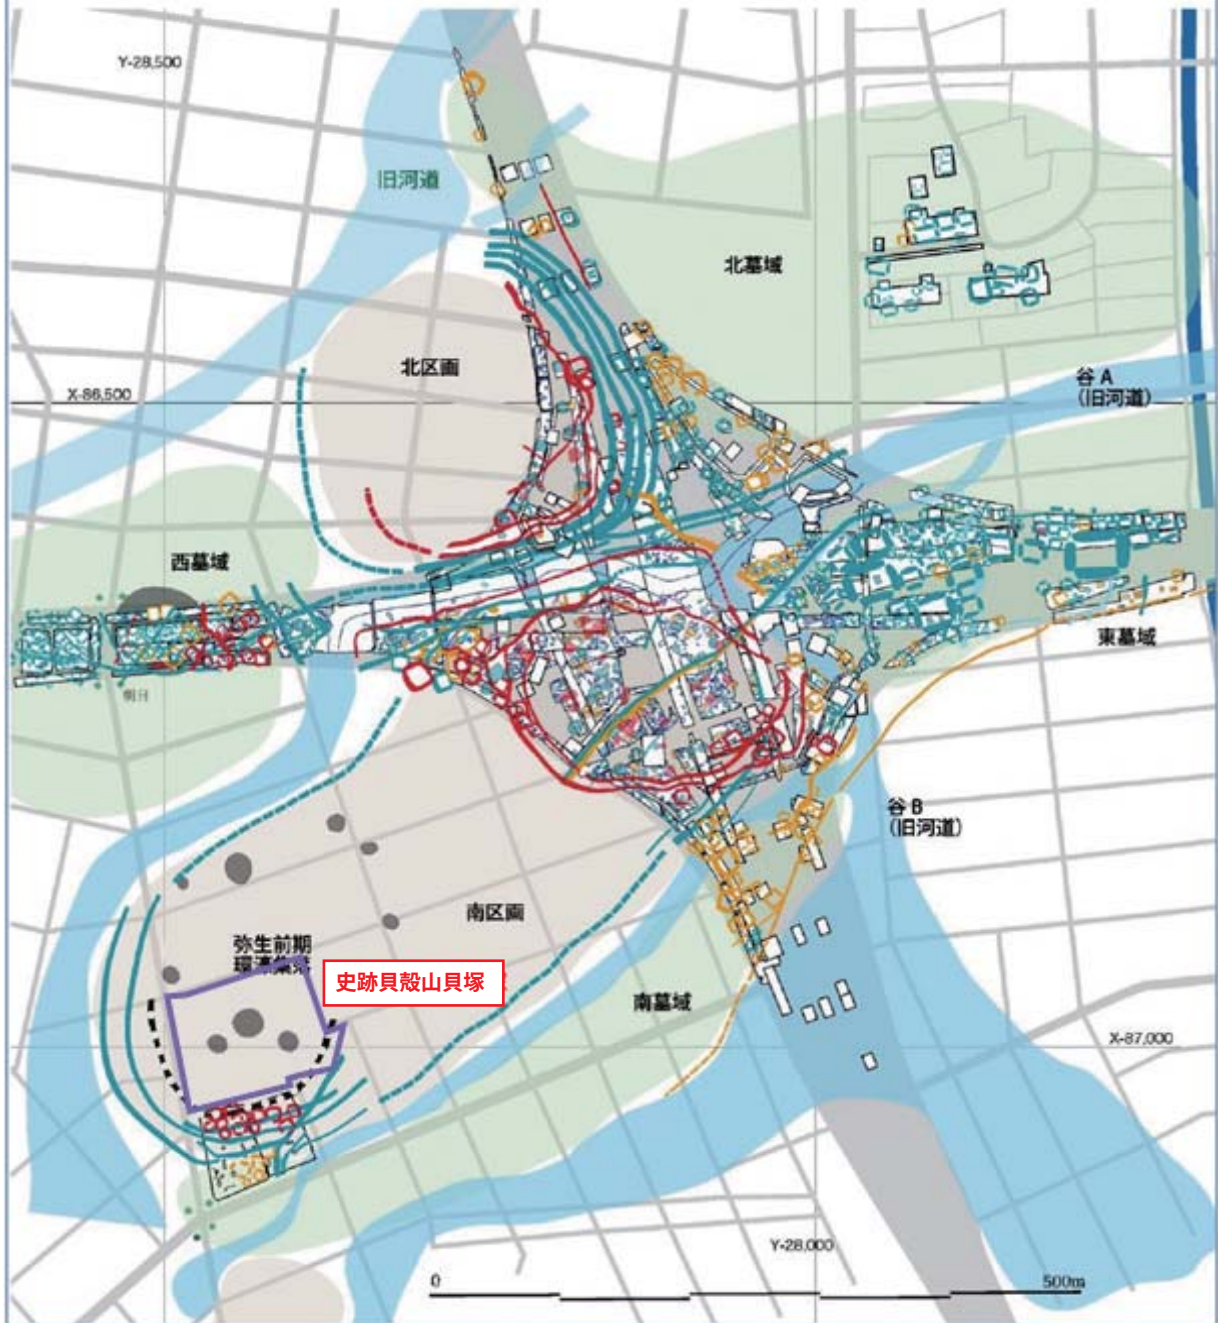 Y-28,500
旧河道
北墓域
北区画
谷 A
(旧河道)
X-86,500
西墓域
東墓域
朝日
谷 B
(旧河道)
南区画
弥生前期
史跡貝殻山貝塚
南墓域
X-87,000
Y-28,000
0
500m